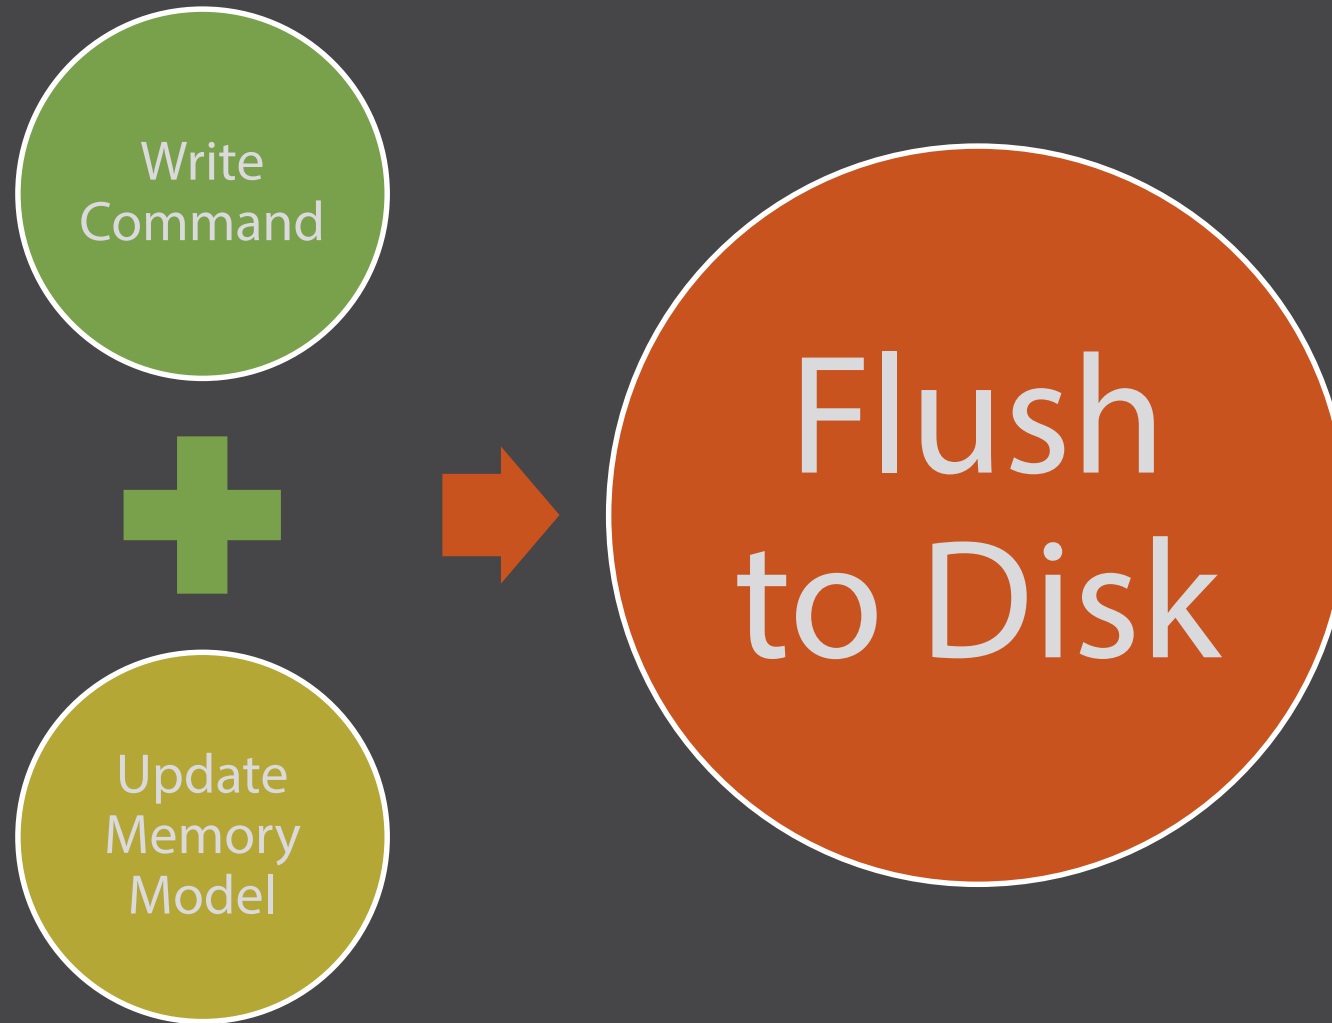 Write
Command
Update
Memory
Model
Flush
to Disk